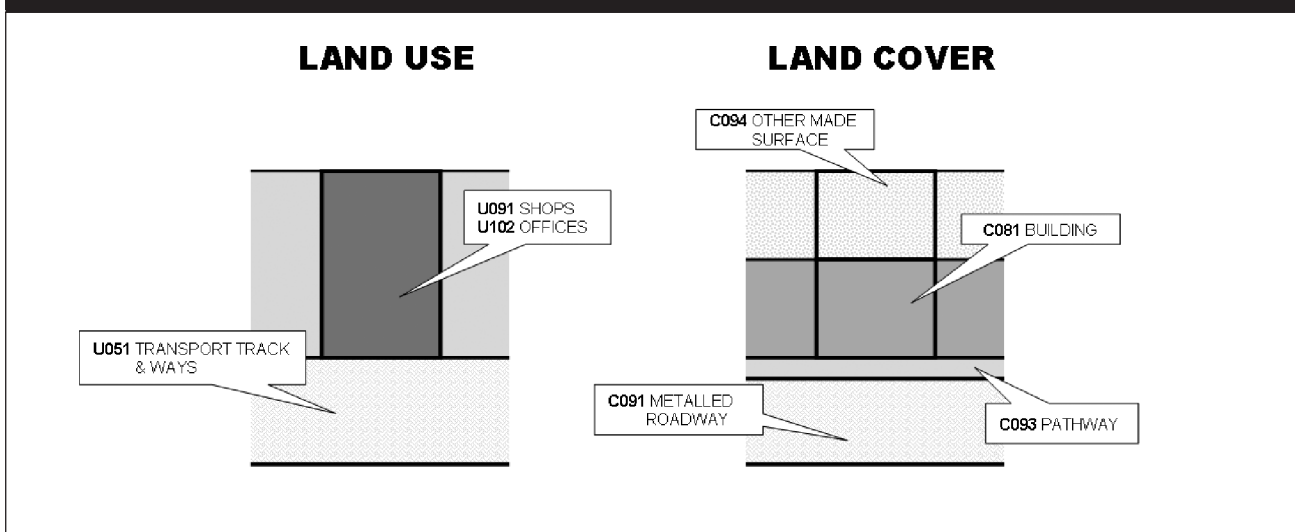 LAND USE
U091 SHOPS
U102 OFFICES
U051 TRANSPORT TRACK
& WAYS
LAND COVER
C094 OTHER MADE
SURFACE
C081 BUILDING
C091 METALLED
ROADWAY
C093 PATHWAY